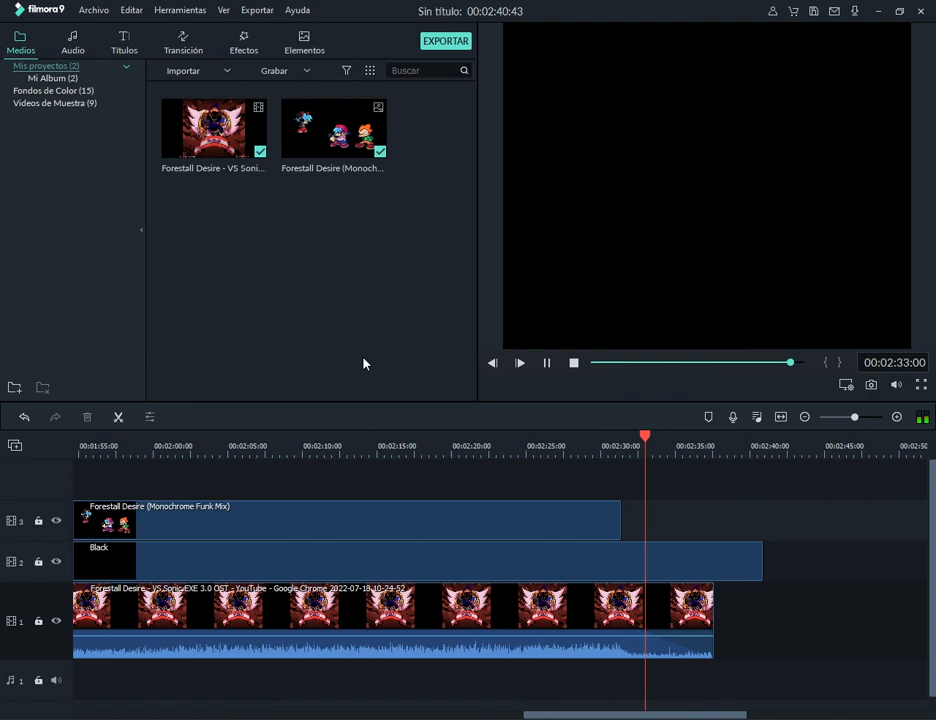 filmora9 Archivo Editar Herramientas Ver Exportar Ayuda Sin título: 00:02:40:43
Medios Audio Títulos Transición Efectos Elementos EXPORTAR
Mis proyectos (2)
Mi Album (2)
Fondos de Color (15)
Videos de Muestra (9)
Importar Grabar Buscar
Forestall Desire - VS Soni... Forestall Desire (Monoch...
{ } 00:02:33:00
00:01:55:00 00:02:00:00 00:02:05:00 00:02:10:00 00:02:15:00 00:02:20:00 00:02:25:00 00:02:30:00 00:02:35:00 00:02:40:00 00:02:45:00 00:02:50
3 Forestall Desire (Monochrome Funk Mix)
2 Black
1 Forestall Desire - VS Sonic.EXE 3.0 OST - YouTube - Google Chrome 2022-07-18 10-24-52
1